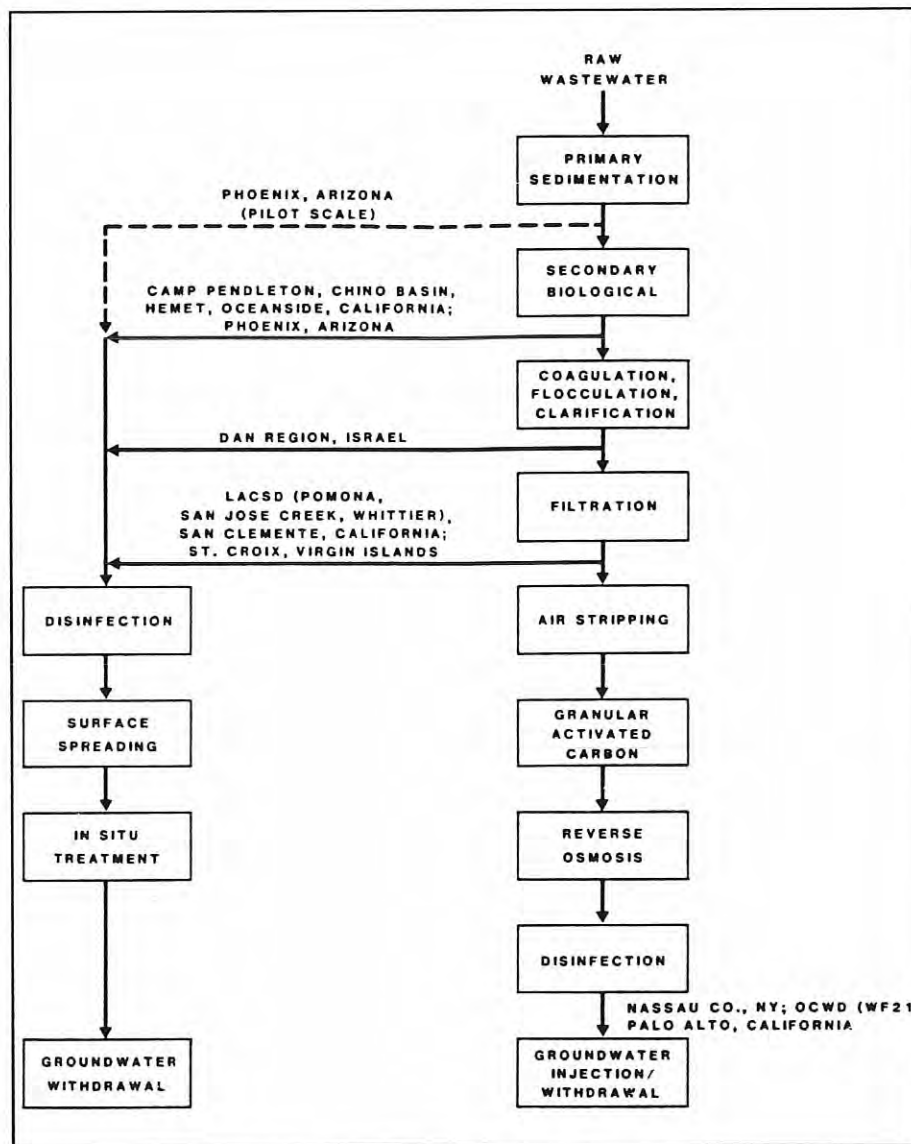 RAW
WASTEWATER
PRIMARY
SEDIMENTATION
PHOENIX, ARIZONA
(PILOT SCALE)
SECONDARY
BIOLOGICAL
CAMP PENDLETON, CHINO BASIN,
HEMET, OCEANSIDE, CALIFORNIA;
PHOENIX, ARIZONA
COAGULATION,
FLOCCULATION,
CLARIFICATION
DAN REGION, ISRAEL
FILTRATION
LACSD (POMONA,
SAN JOSE CREEK, WHITTIER),
SAN CLEMENTE, CALIFORNIA;
ST. CROIX, VIRGIN ISLANDS
DISINFECTION
AIR STRIPPING
SURFACE
SPREADING
GRANULAR
ACTIVATED
CARBON
IN SITU
TREATMENT
REVERSE
OSMOSIS
DISINFECTION
NASSAU CO., NY; OCWD (WF21
PALO ALTO, CALIFORNIA
GROUNDWATER
WITHDRAWAL
GROUNDWATER
INJECTION/
WITHDRAWAL